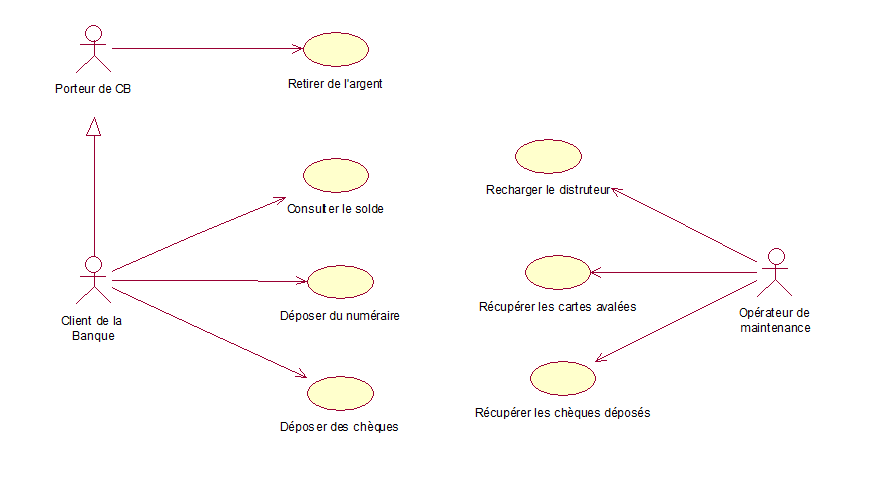 Porteur de CB
Retirer de l'argent
Consulter le solde
Recharger le distruteur
Client de la
Banque
Déposer du numéraire
Récupérer les cartes avalées
Opérateur de
maintenance
Déposer des chèques
Récupérer les chèques déposés